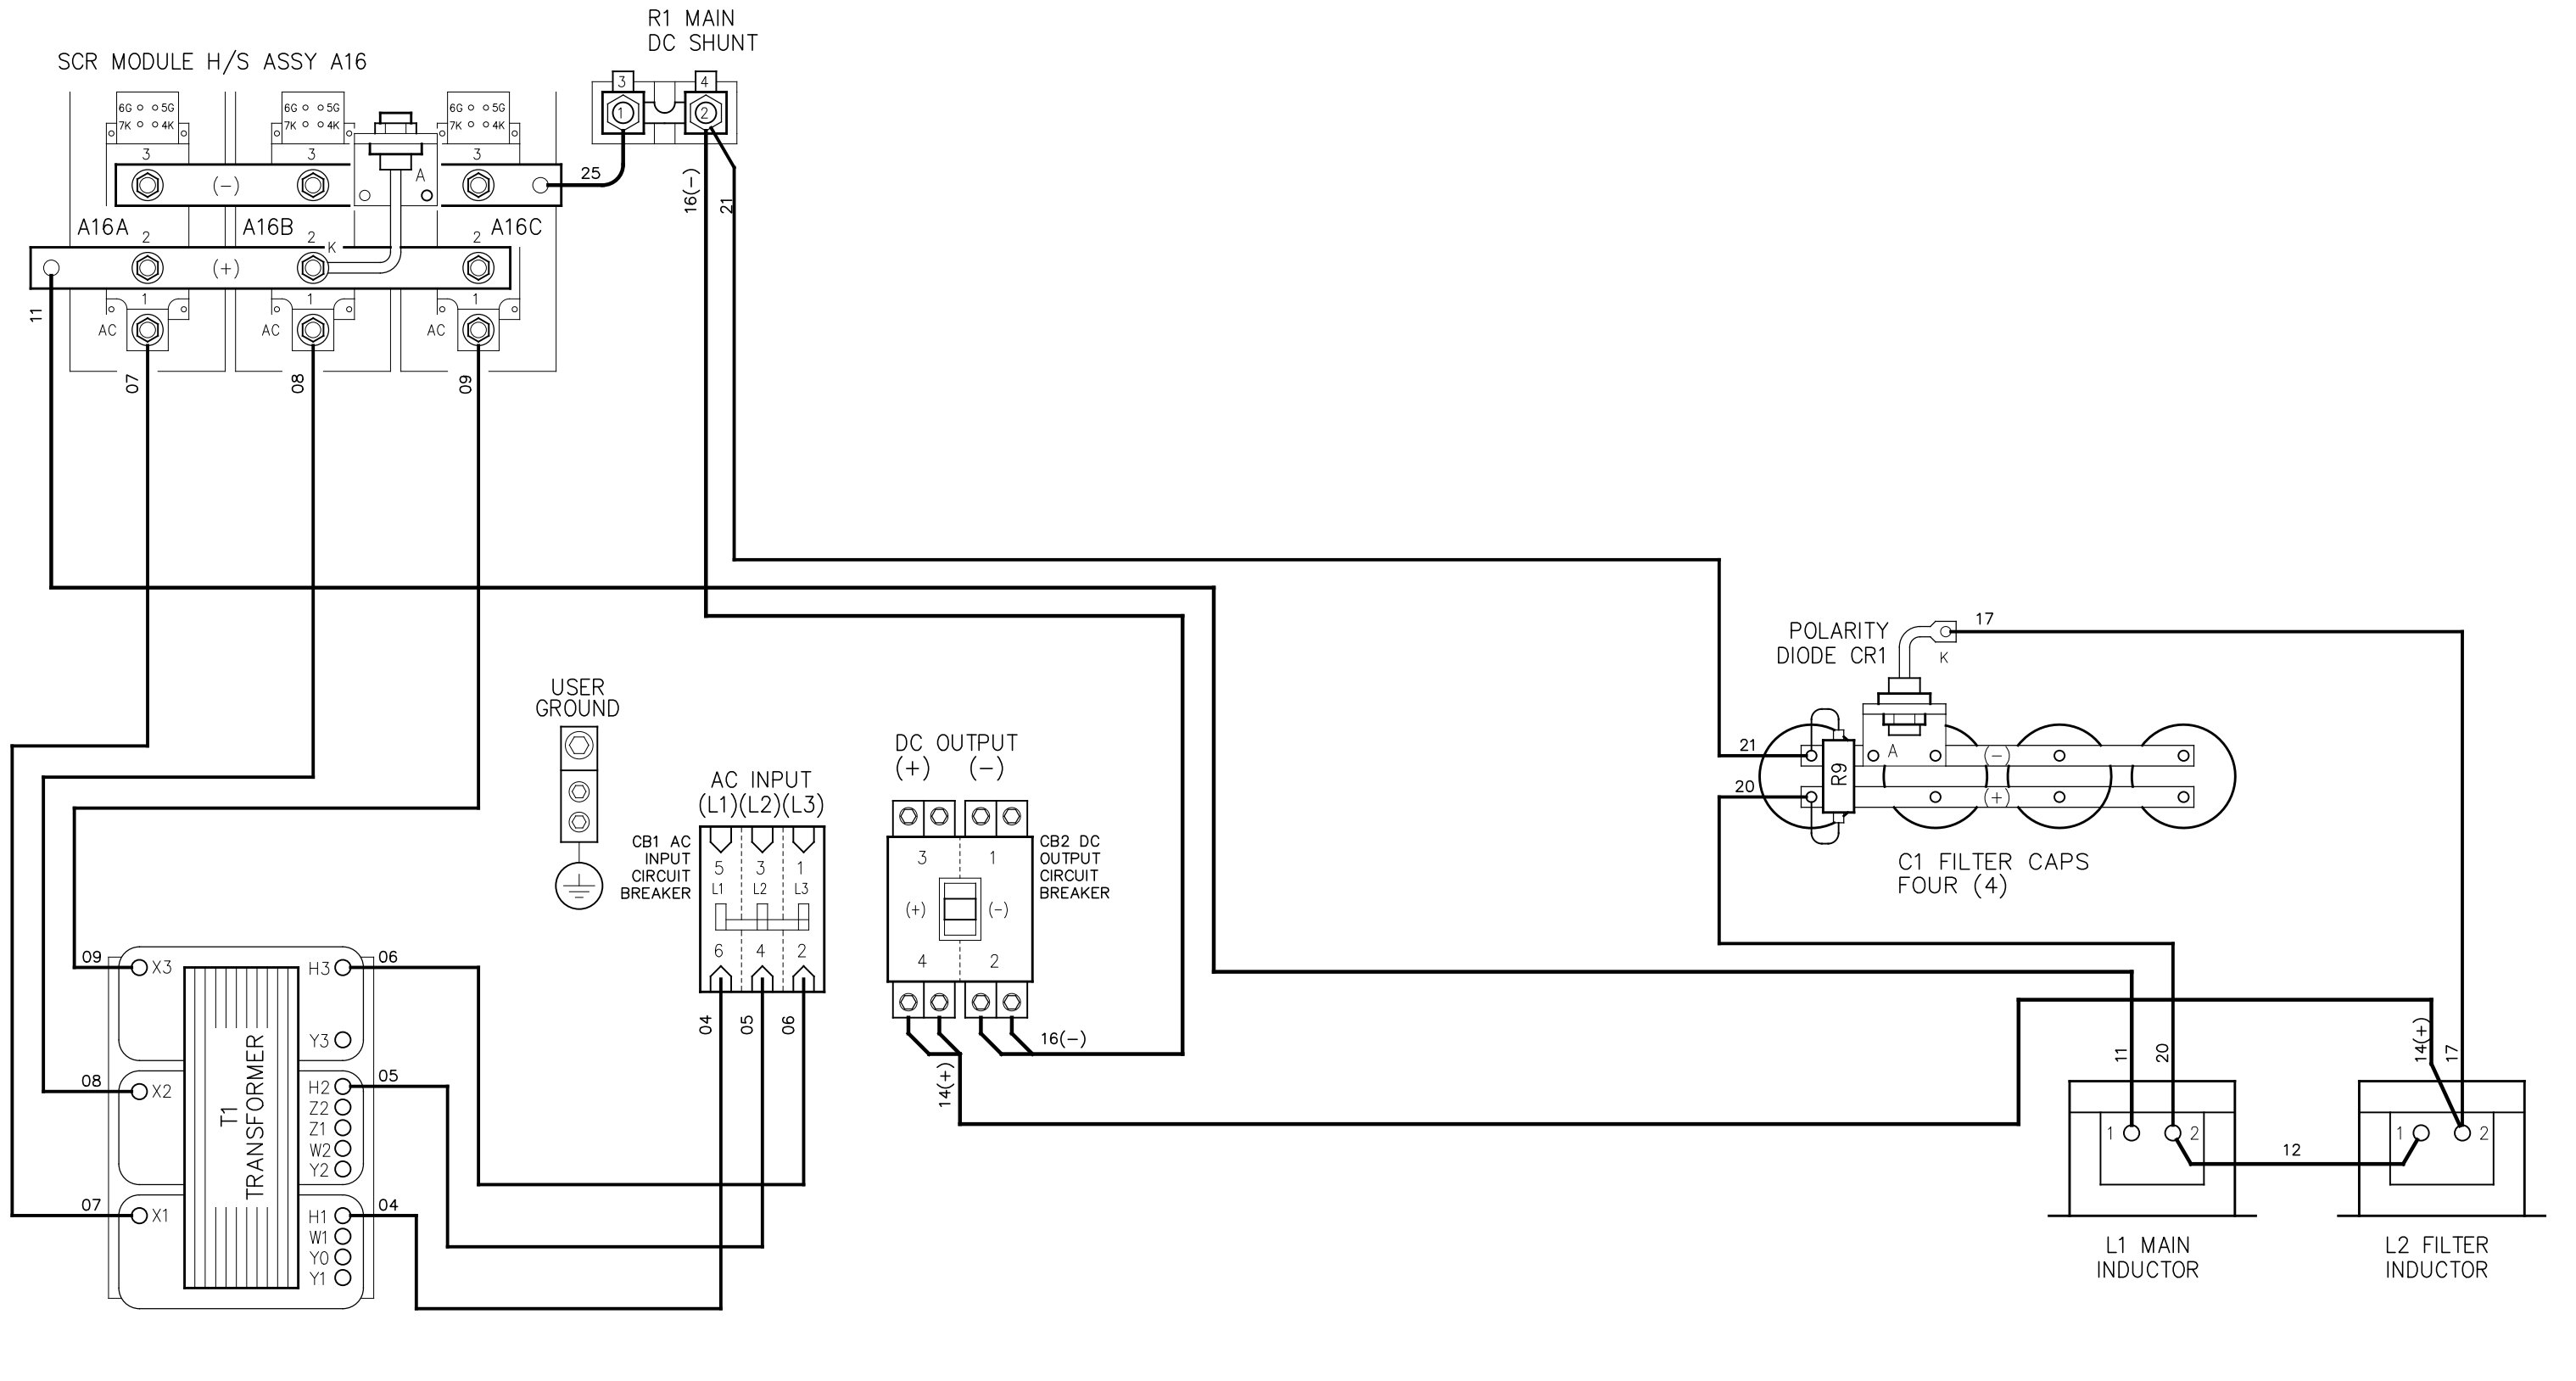 R1 MAIN
DC SHUNT
SCR MODULE H/S ASSY A16
3 4
1 2
6G 5G 6G 5G 6G 5G
7K 4K 7K 4K 7K 4K
3 3 3
A
25
(-)
16(-)
21
A16A A16B A16C
2 2 K 2
(+)
11
1 1 1
AC AC AC
07 08 09
POLARITY
DIODE CR1
17
K
USER
GROUND
DC OUTPUT
(+) (-)
21
A
(-)
R9
20
(+)
AC INPUT
(L1)(L2)(L3)
CB1 AC
INPUT
CIRCUIT
BREAKER
5 3 1
L1 L2 L3
6 4 2
04 05 06
CB2 DC
OUTPUT
CIRCUIT
BREAKER
3 1
(+) (-)
4 2
16(-)
14(+)
C1 FILTER CAPS
FOUR (4)
09 X3 H3 06
Y3
08 X2 H2 05
Z2
Z1
W2
Y2
07 X1 H1 04
W1
Y0
Y1
T1
TRANSFORMER
11 20
14(+) 17
1 2
12
1 2
L1 MAIN
INDUCTOR
L2 FILTER
INDUCTOR